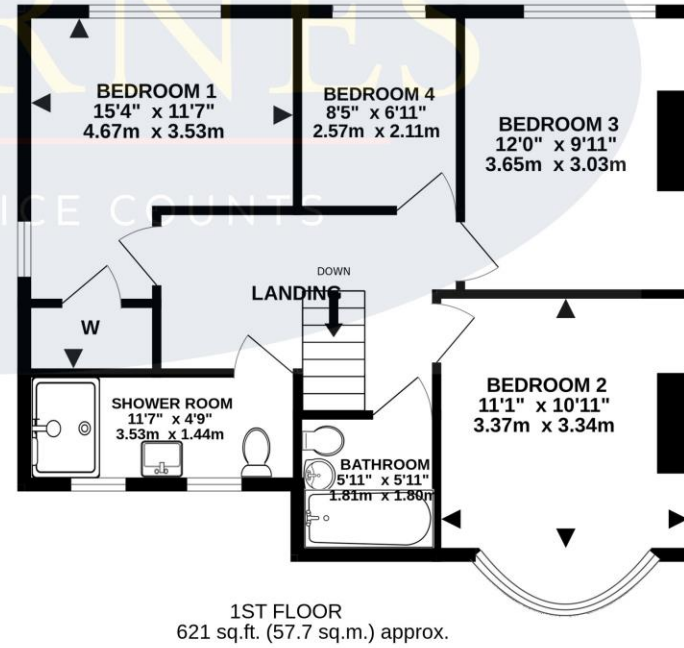 RNES
BEDROOM 1
15'4" x 11'7"
4.67m x 3.53m
BEDROOM 4
8'5" x 6'11"
2.57m x 2.11m
BEDROOM 3
12'0" x 9'11"
3.65m x 3.03m
ICE COUNTS
DOWN
LANDING
W
SHOWER ROOM
11'7" x 4'9"
3.53m x 1.44m
BEDROOM 2
11'1" x 10'11"
3.37m x 3.34m
BATHROOM
5'11" x 5'11"
1.81m x 1.80m
1ST FLOOR
621 sq.ft. (57.7 sq.m.) approx.